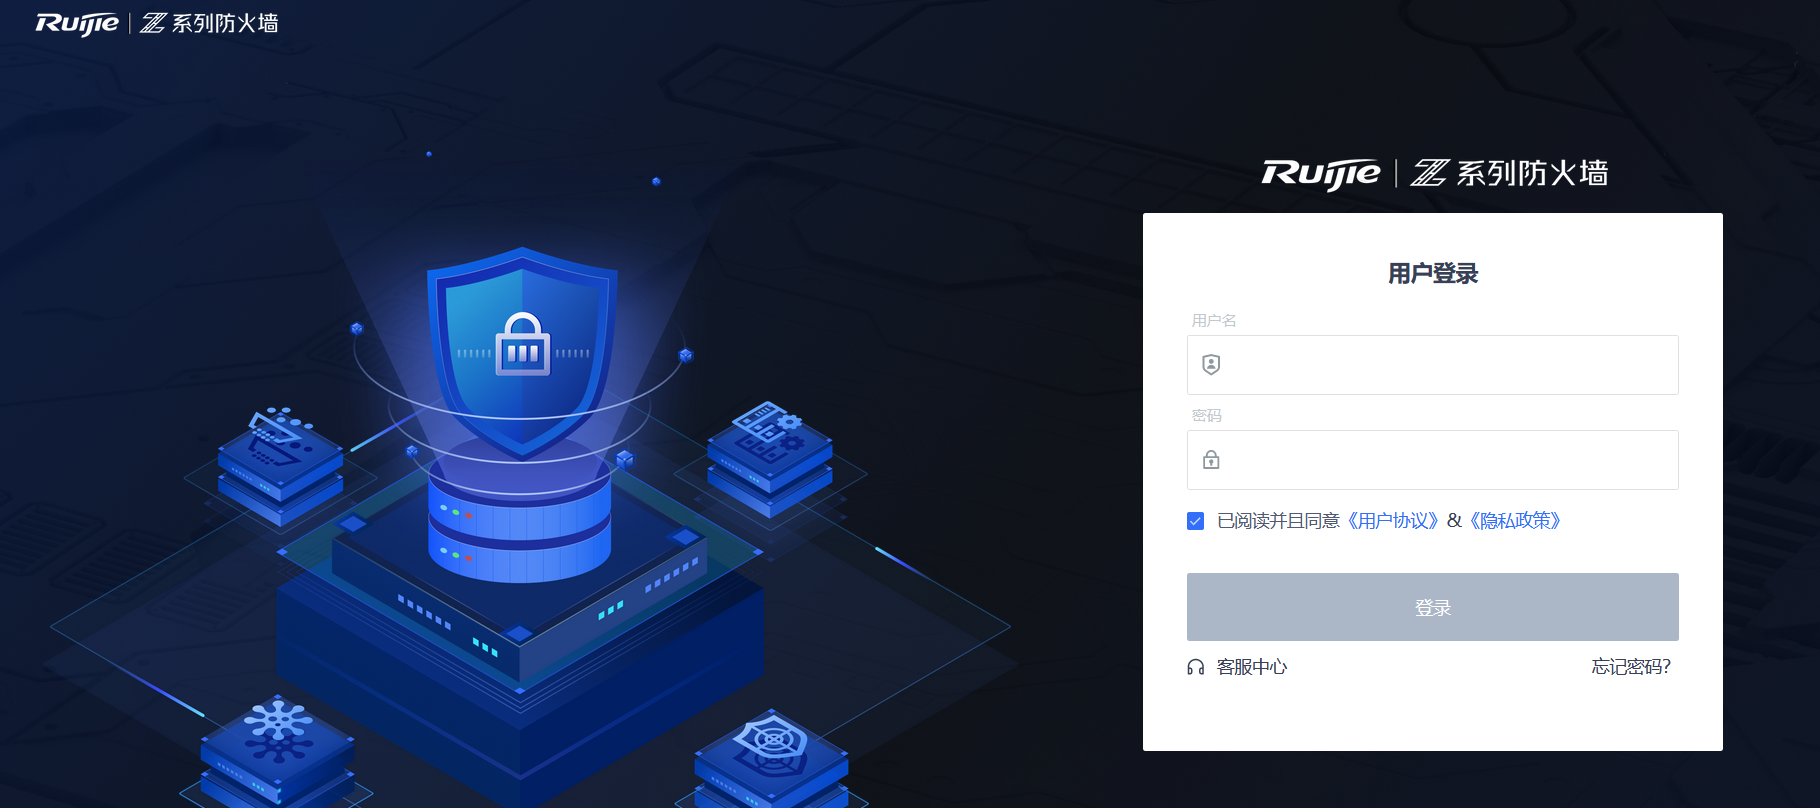 Ruijie | Z 系列防火墙
Ruijie | Z 系列防火墙
用户登录
用户名
密码
已阅读并且同意《用户协议》&《隐私政策》
登录
客服中心
忘记密码?